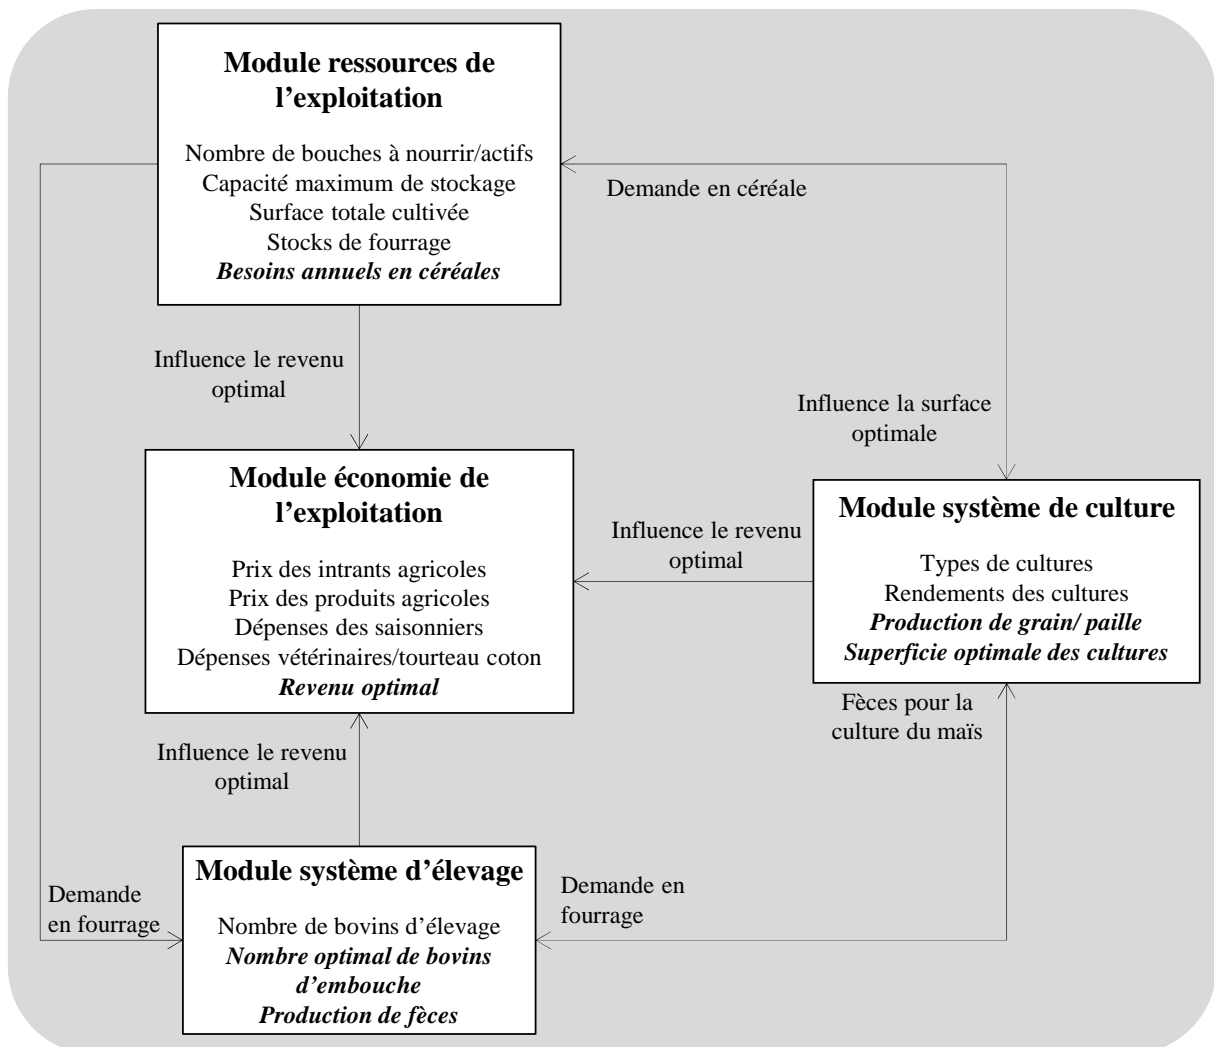 Module ressources de
l’exploitation
Nombre de bouches à nourrir/actifs
Capacité maximum de stockage
Surface totale cultivée
Stocks de fourrage
Besoins annuels en céréales
Demande en céréale
Influence le revenu
optimal
Influence la surface
optimale
Module économie de
l’exploitation
Prix des intrants agricoles
Prix des produits agricoles
Dépenses des saisonniers
Dépenses vétérinaires/tourteau coton
Revenu optimal
Influence le revenu
optimal
Module système de culture
Types de cultures
Rendements des cultures
Production de grain/ paille
Superficie optimale des cultures
Fèces pour la
culture du maïs
Influence le revenu
optimal
Module système d’élevage
Nombre de bovins d’élevage
Nombre optimal de bovins
d’embouche
Production de fèces
Demande
en fourrage
Demande en
fourrage